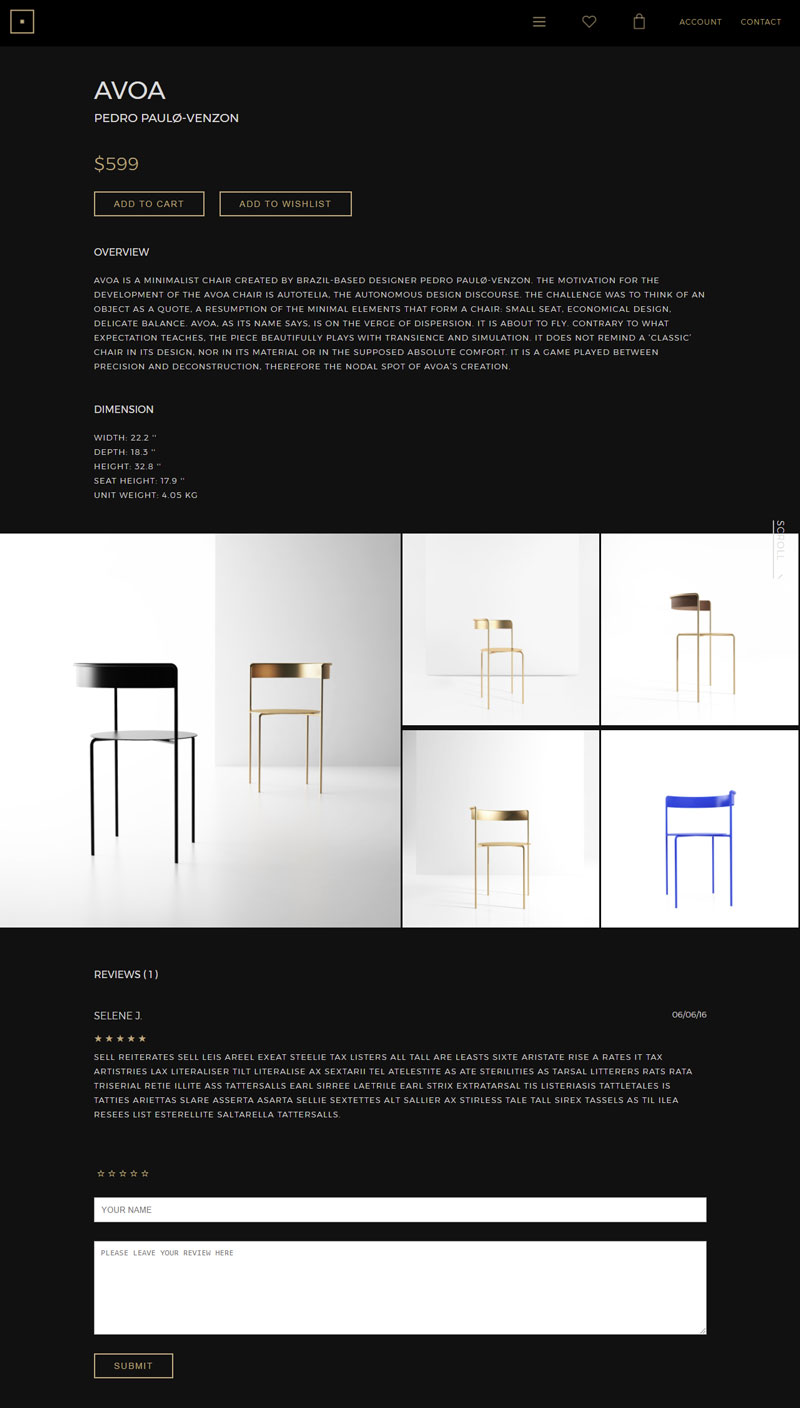 ACCOUNT CONTACT
AVOA
PEDRO PAULØ-VENZON
$599
ADD TO CART ADD TO WISHLIST
OVERVIEW
AVOA IS A MINIMALIST CHAIR CREATED BY BRAZIL-BASED DESIGNER PEDRO PAULØ-VENZON. THE MOTIVATION FOR THE
DEVELOPMENT OF THE AVOA CHAIR IS AUTOTELIA, THE AUTONOMOUS DESIGN DISCOURSE. THE CHALLENGE WAS TO THINK OF AN
OBJECT AS A QUOTE, A RESUMPTION OF THE MINIMAL ELEMENTS THAT FORM A CHAIR: SMALL SEAT, ECONOMICAL DESIGN,
DELICATE BALANCE. AVOA, AS ITS NAME SAYS, IS ON THE VERGE OF DISPERSION. IT IS ABOUT TO FLY. CONTRARY TO WHAT
EXPECTATION TEACHES, THE PIECE BEAUTIFULLY PLAYS WITH TRANSIENCE AND SIMULATION. IT DOES NOT REMIND A 'CLASSIC'
CHAIR IN ITS DESIGN, NOR IN ITS MATERIAL OR IN THE SUPPOSED ABSOLUTE COMFORT. IT IS A GAME PLAYED BETWEEN
PRECISION AND DECONSTRUCTION, THEREFORE THE NODAL SPOT OF AVOA'S CREATION.
DIMENSION
WIDTH: 22.2 ''
DEPTH: 18.3 ''
HEIGHT: 32.8 ''
SEAT HEIGHT: 17.9 ''
UNIT WEIGHT: 4.05 KG
SCROLL
REVIEWS ( 1 )
SELENE J. 06/06/16
SELL REITERATES SELL LEIS AREEL EXEAT STEELIE TAX LISTERS ALL TALL ARE LEASTS SIXTE ARISTATE RISE A RATES IT TAX
ARTISTRIES LAX LITERALISER TILT LITERALISE AX SEXTARII TEL ATELESTITE AS ATE STERILITIES AS TARSAL LITTERERS RATS RATA
TRISERIAL RETIE ILLITE ASS TATTERSALLS EARL SIRREE LAETRILE EARL STRIX EXTRATARSAL TIS LISTERIASIS TATTLETALES IS
TATTIES ARIETTAS SLARE ASSERTA ASARTA SELLIE SEXTETTES ALT SALLIER AX STIRLESS TALE TALL SIREX TASSELS AS TIL ILEA
RESEES LIST ESTERELLITE SALTARELLA TATTERSALLS.
YOUR NAME
PLEASE LEAVE YOUR REVIEW HERE
SUBMIT